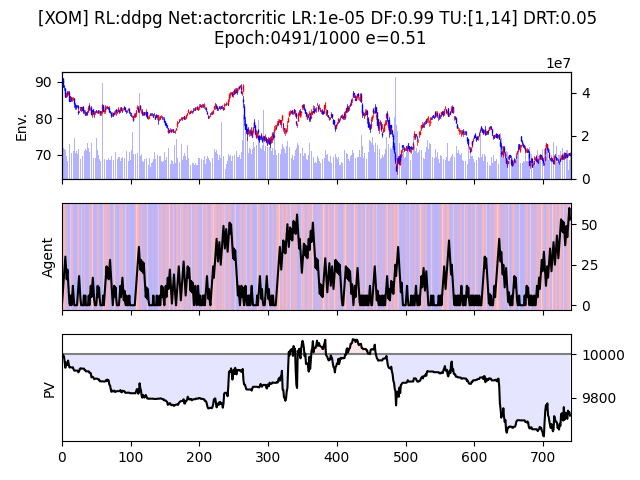 [XOM] RL:ddpg Net:actorcritic LR:1e-05 DF:0.99 TU:[1,14] DRT:0.05
Epoch:0491/1000 e=0.51
1e7
90
80
70
Env.
4
2
0
Agent
50
25
0
PV
10000
9800
0 100 200 300 400 500 600 700